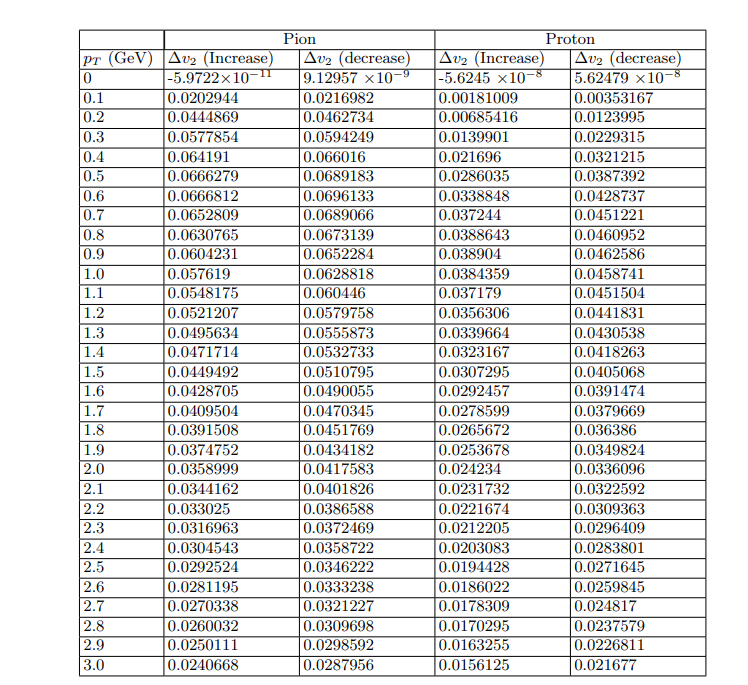 Pion Proton
pT (GeV) Δv₂ (Increase) Δv₂ (decrease) Δv₂ (Increase) Δv₂ (decrease)
0 -5.9722×10⁻¹¹ 9.12957 ×10⁻⁹ -5.6245 ×10⁻⁸ 5.62479 ×10⁻⁸
0.1 0.0202944 0.0216982 0.00181009 0.00353167
0.2 0.0444869 0.0462734 0.00685416 0.0123995
0.3 0.0577854 0.0594249 0.0139901 0.0229315
0.4 0.064191 0.066016 0.021696 0.0321215
0.5 0.0666279 0.0689183 0.0286035 0.0387392
0.6 0.0666812 0.0696133 0.0338848 0.0428737
0.7 0.0652809 0.0689066 0.037244 0.0451221
0.8 0.0630765 0.0673139 0.0388643 0.0460952
0.9 0.0604231 0.0652284 0.038904 0.0462586
1.0 0.057619 0.0628818 0.0384359 0.0458741
1.1 0.0548175 0.060446 0.037179 0.0451504
1.2 0.0521207 0.0579758 0.0356306 0.0441831
1.3 0.0495634 0.0555873 0.0339664 0.0430538
1.4 0.0471714 0.0532733 0.0323167 0.0418263
1.5 0.0449492 0.0510795 0.0307295 0.0405068
1.6 0.0428705 0.0490055 0.0292457 0.0391474
1.7 0.0409504 0.0470345 0.0278599 0.0379669
1.8 0.0391508 0.0451769 0.0265672 0.036386
1.9 0.0374752 0.0434182 0.0253678 0.0349824
2.0 0.0358999 0.0417583 0.024234 0.0336096
2.1 0.0344162 0.0401826 0.0231732 0.0322592
2.2 0.033025 0.0386588 0.0221674 0.0309363
2.3 0.0316963 0.0372469 0.0212205 0.0296409
2.4 0.0304543 0.0358722 0.0203083 0.0283801
2.5 0.0292524 0.0346222 0.0194428 0.0271645
2.6 0.0281195 0.0333238 0.0186022 0.0259845
2.7 0.0270338 0.0321227 0.0178309 0.024817
2.8 0.0260032 0.0309698 0.0170295 0.0237579
2.9 0.0250111 0.0298592 0.0163255 0.0226811
3.0 0.0240668 0.0287956 0.0156125 0.021677